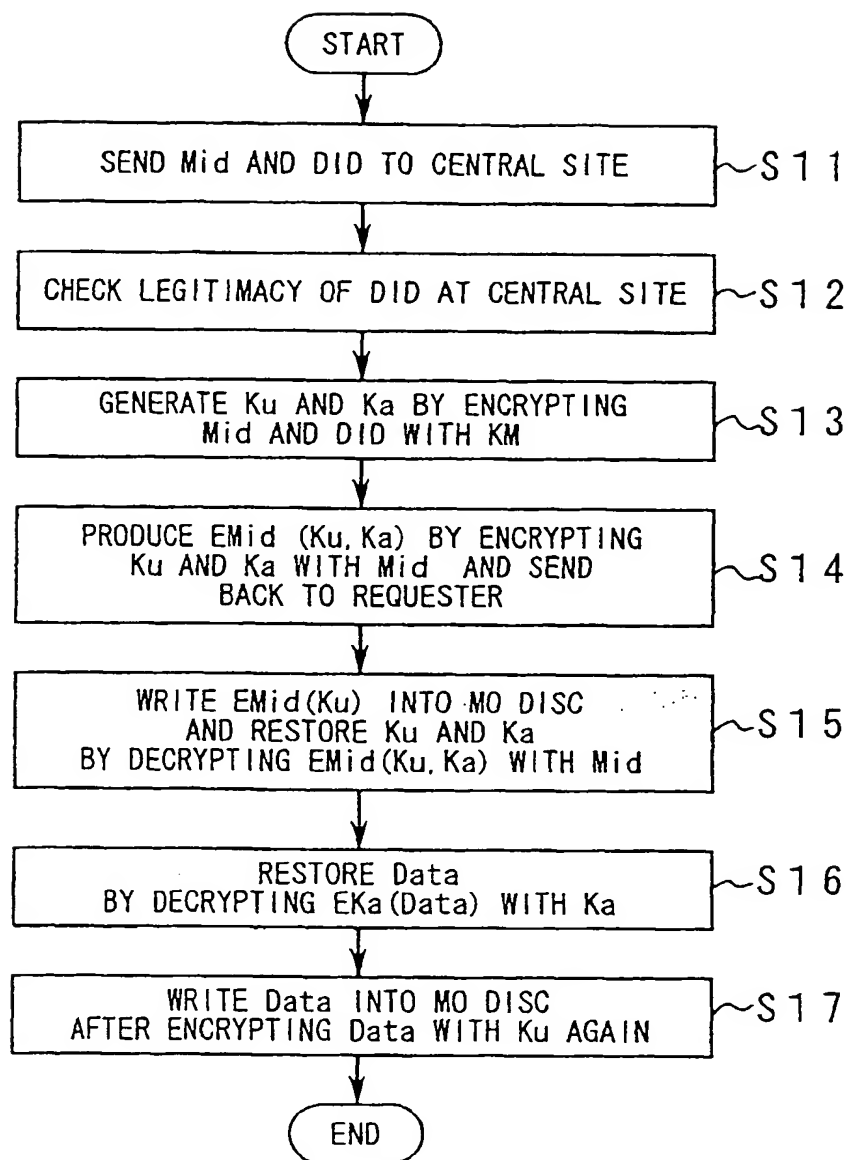 START
SEND Mid AND DID TO CENTRAL SITE
S11
CHECK LEGITIMACY OF DID AT CENTRAL SITE
S12
GENERATE Ku AND Ka BY ENCRYPTING
Mid AND DID WITH KM
S13
PRODUCE EMid (Ku, Ka) BY ENCRYPTING
Ku AND Ka WITH Mid AND SEND
BACK TO REQUESTER
S14
WRITE EMid(Ku) INTO MO DISC
AND RESTORE Ku AND Ka
BY DECRYPTING EMid(Ku, Ka) WITH Mid
S15
RESTORE Data
BY DECRYPTING EKa(Data) WITH Ka
S16
WRITE Data INTO MO DISC
AFTER ENCRYPTING Data WITH Ku AGAIN
S17
END